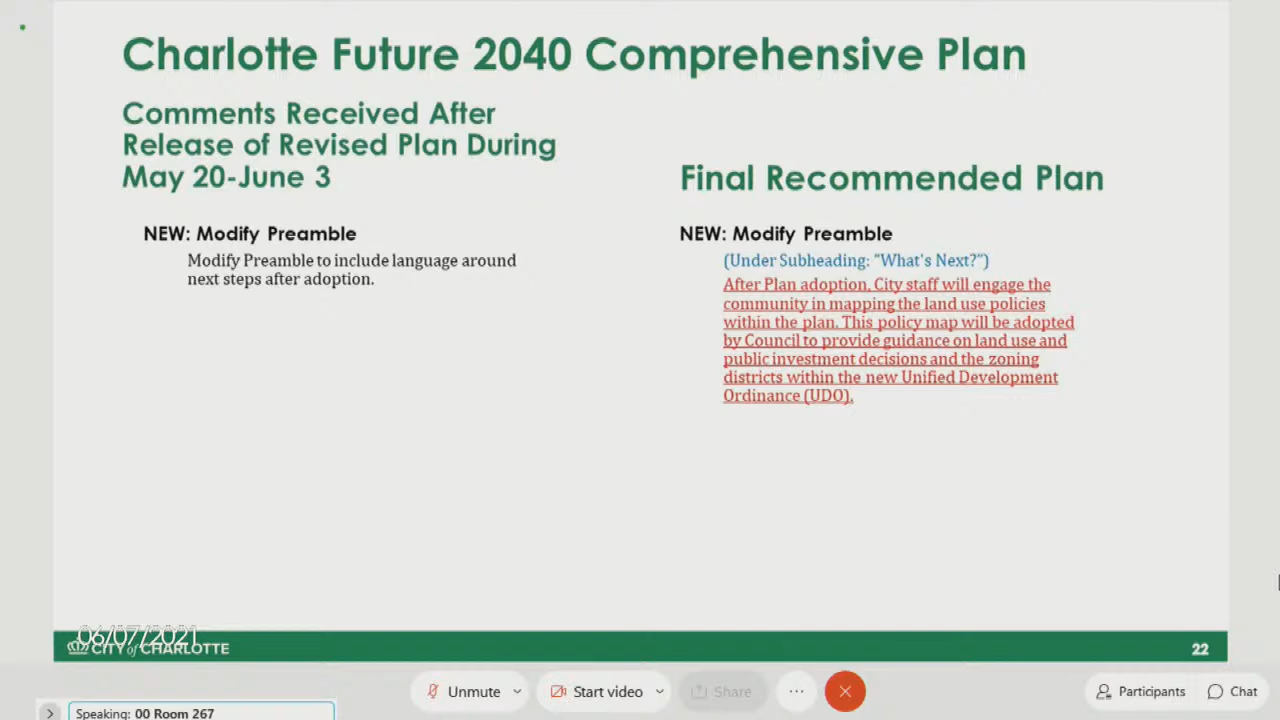 Charlotte Future 2040 Comprehensive Plan
Comments Received After
Release of Revised Plan During
May 20-June 3
NEW: Modify Preamble
Modify Preamble to include language around
next steps after adoption.
Final Recommended Plan
NEW: Modify Preamble
(Under Subheading: "What's Next?")
After Plan adoption, City staff will engage the
community in mapping the land use policies
within the plan. This policy map will be adopted
by Council to provide guidance on land use and
public investment decisions and the zoning
districts within the new Unified Development
Ordinance (UDO).
06/07/2021
CITY of CHARLOTTE
22
Unmute
Start video
Share
Participants
Chat
Speaking: 00 Room 267